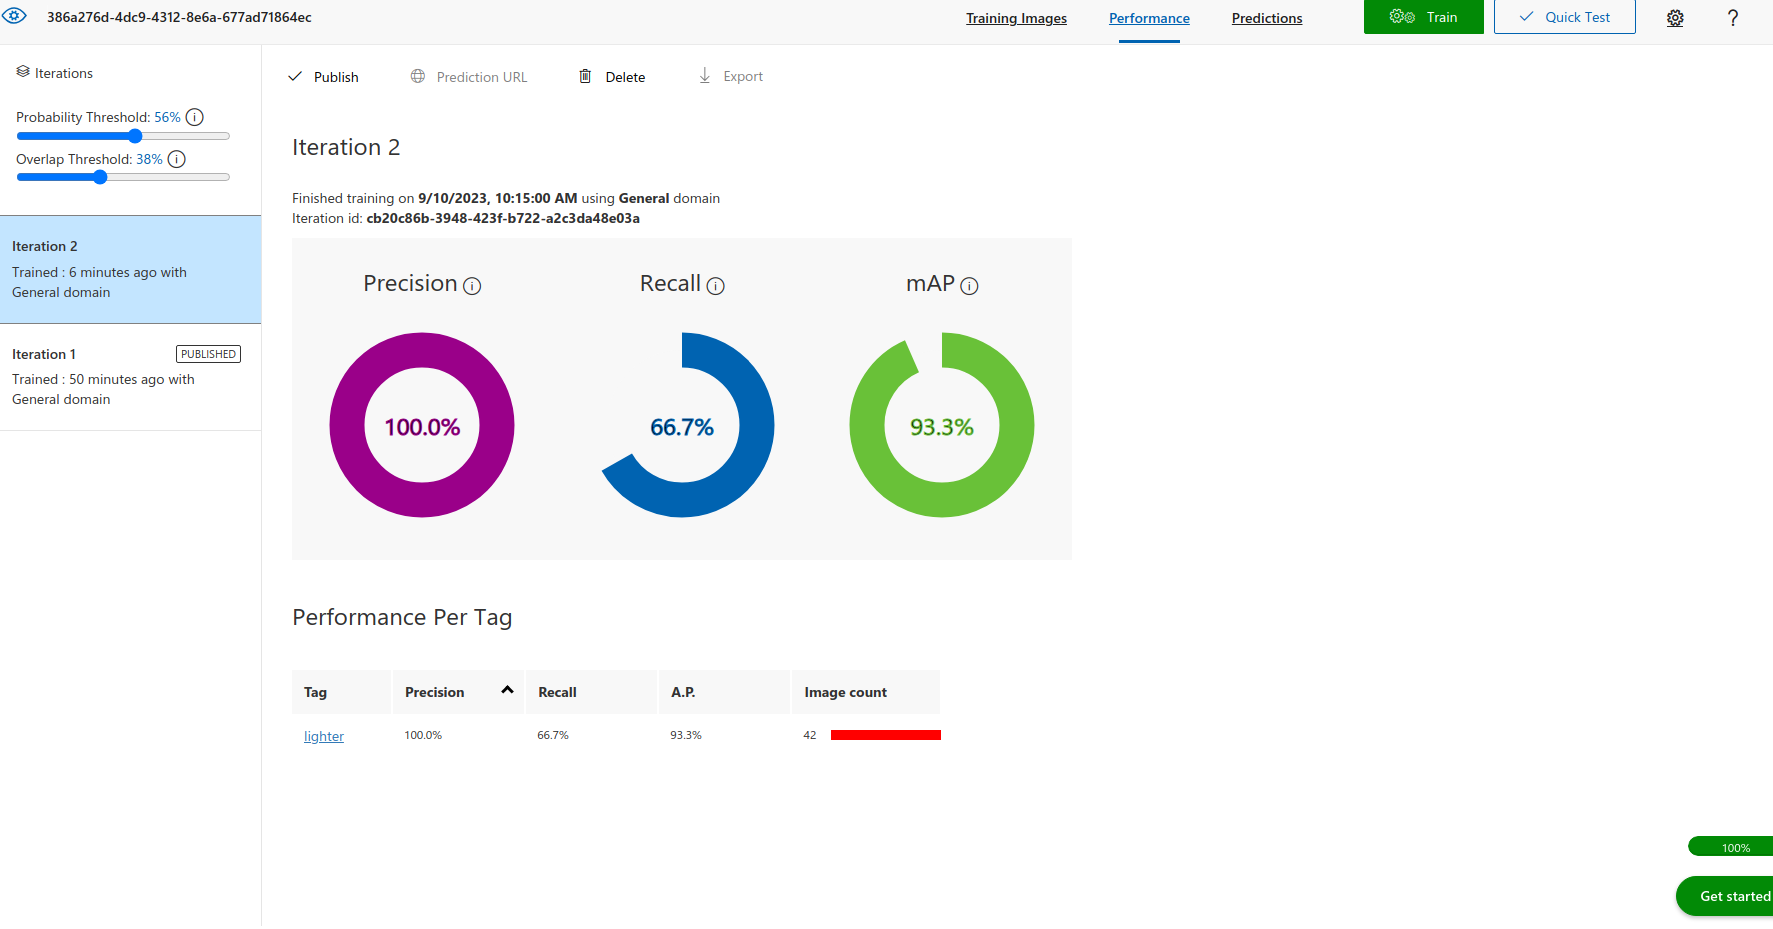 386a276d-4dc9-4312-8e6a-677ad71864ec
Training Images
Performance
Predictions
Train
Quick Test
?
Iterations
Probability Threshold: 56% i
Overlap Threshold: 38% i
Iteration 2
Trained : 6 minutes ago with
General domain
Iteration 1
PUBLISHED
Trained : 50 minutes ago with
General domain
Publish
Prediction URL
Delete
Export
Iteration 2
Finished training on 9/10/2023, 10:15:00 AM using General domain
Iteration id: cb20c86b-3948-423f-b722-a2c3da48e03a
Precision i
Recall i
mAP i
100.0%
66.7%
93.3%
Performance Per Tag
Tag
Precision
Recall
A.P.
Image count
lighter
100.0%
66.7%
93.3%
42
100%
Get started